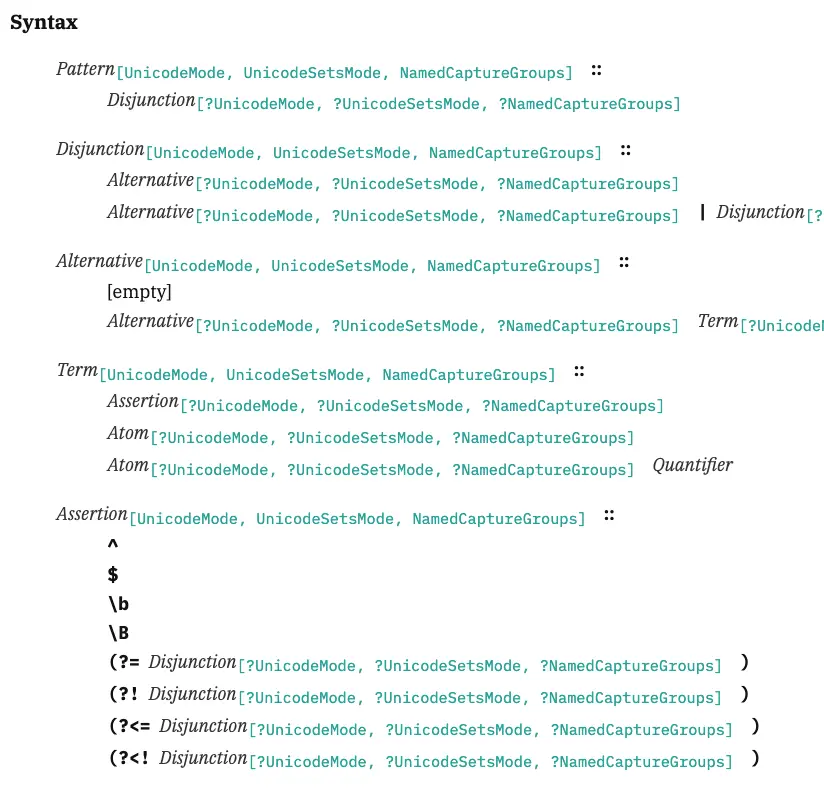 Syntax
Pattern[UnicodeMode, UnicodeSetsMode, NamedCaptureGroups] ::
Disjunction[?UnicodeMode, ?UnicodeSetsMode, ?NamedCaptureGroups]
Disjunction[UnicodeMode, UnicodeSetsMode, NamedCaptureGroups] ::
Alternative[?UnicodeMode, ?UnicodeSetsMode, ?NamedCaptureGroups]
Alternative[?UnicodeMode, ?UnicodeSetsMode, ?NamedCaptureGroups] | Disjunction[?
Alternative[UnicodeMode, UnicodeSetsMode, NamedCaptureGroups] ::
[empty]
Alternative[?UnicodeMode, ?UnicodeSetsMode, ?NamedCaptureGroups] Term[?Unicode
Term[UnicodeMode, UnicodeSetsMode, NamedCaptureGroups] ::
Assertion[?UnicodeMode, ?UnicodeSetsMode, ?NamedCaptureGroups]
Atom[?UnicodeMode, ?UnicodeSetsMode, ?NamedCaptureGroups]
Atom[?UnicodeMode, ?UnicodeSetsMode, ?NamedCaptureGroups] Quantifier
Assertion[UnicodeMode, UnicodeSetsMode, NamedCaptureGroups] ::
^
$
\b
\B
(?= Disjunction[?UnicodeMode, ?UnicodeSetsMode, ?NamedCaptureGroups] )
(?! Disjunction[?UnicodeMode, ?UnicodeSetsMode, ?NamedCaptureGroups] )
(?<= Disjunction[?UnicodeMode, ?UnicodeSetsMode, ?NamedCaptureGroups] )
(?<! Disjunction[?UnicodeMode, ?UnicodeSetsMode, ?NamedCaptureGroups] )